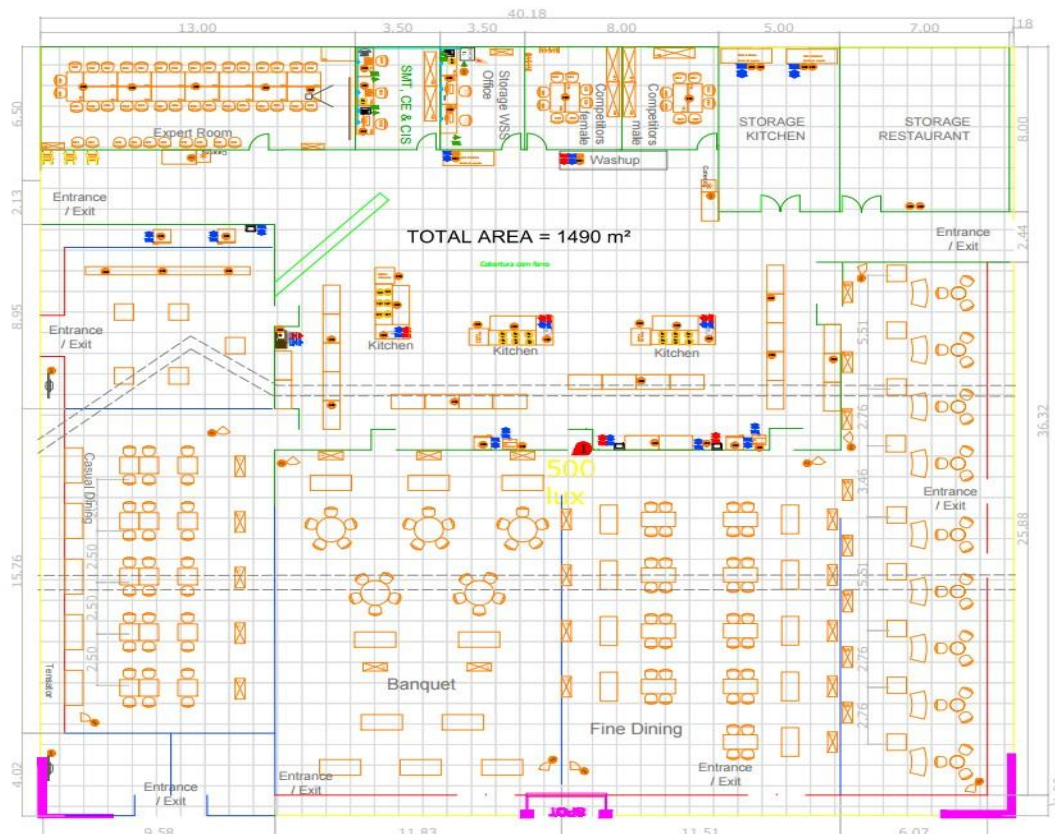 40.18
13.00
3.50
3.50
8.00
5.00
7.00
.18
6.50
SMT, CE & CIS
Storage WSS
Office
Competitors
female
Competitors
male
STORAGE
KITCHEN
STORAGE
RESTAURANT
8.00
Expert Room
Washup
2.13
Entrance
/ Exit
TOTAL AREA = 1490 m²
Cobertura com forro
Entrance
/ Exit
2.44
8.95
Entrance
/ Exit
Kitchen
Kitchen
Kitchen
5.51
2.76
36.32
500
lux
Casual Dining
3.46
Entrance
/ Exit
25.88
15.76
2.50
2.50
2.50
5.51
2.76
2.76
Tensator
Banquet
Fine Dining
4.02
Entrance
/ Exit
Entrance
/ Exit
Entrance
/ Exit
SPOT
9.58
11.83
11.51
6.07